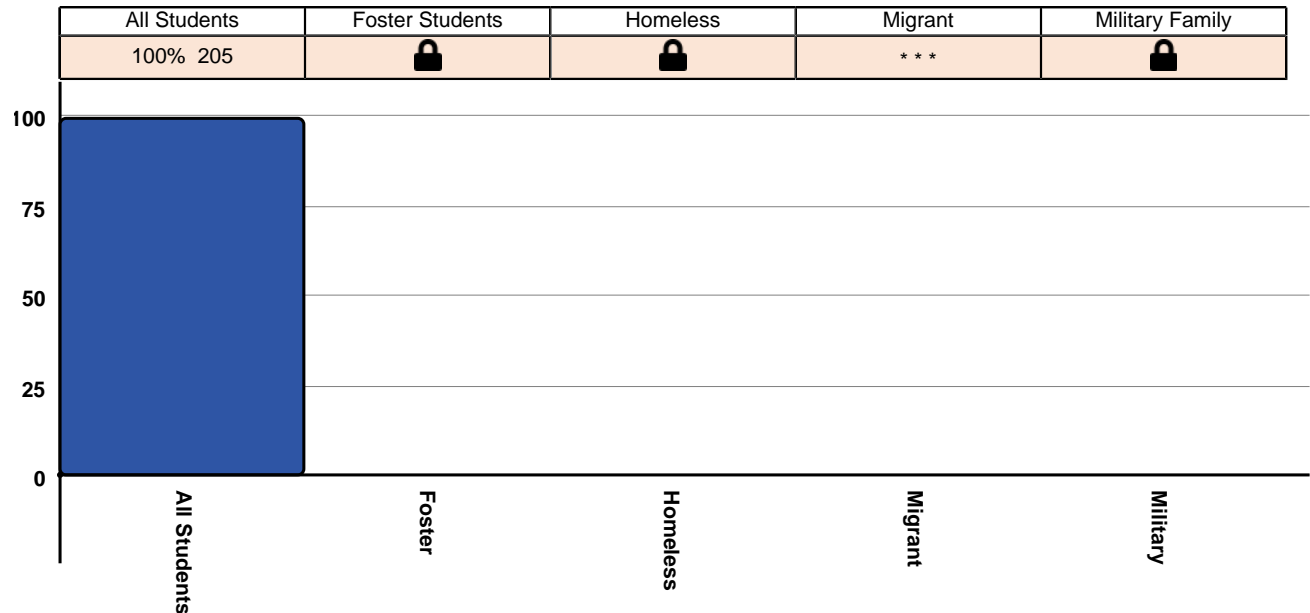 All Students Foster Students Homeless Migrant Military Family
100% 205 * * *
100
75
50
25
0
All Students Foster Homeless Migrant Military